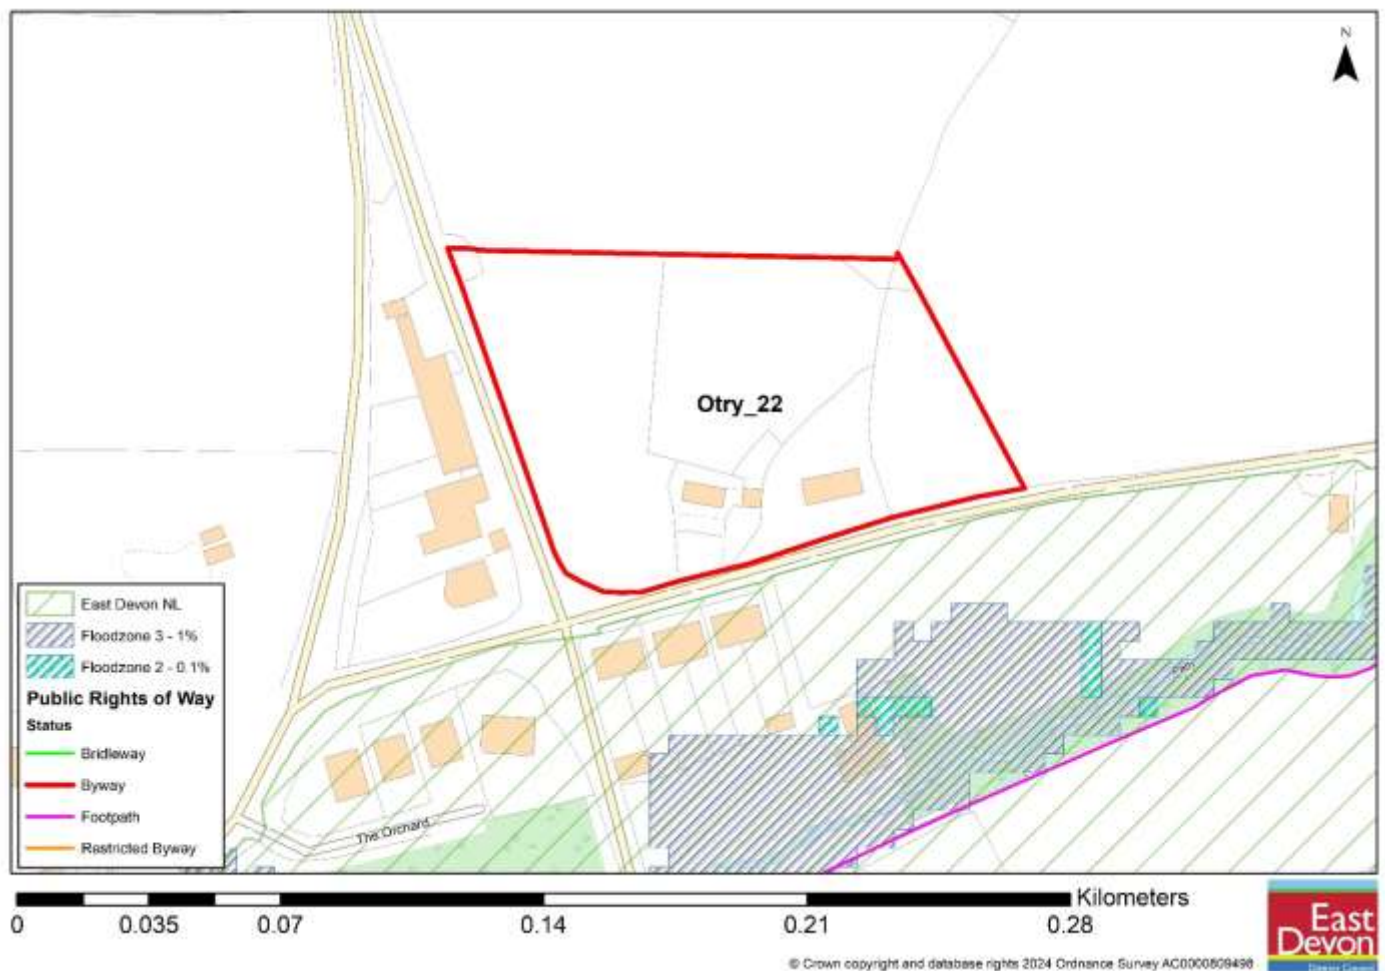 N
Otry_22
East Devon NL
Floodzone 3 - 1%
Floodzone 2 - 0.1%
Public Rights of Way
Status
Bridleway
Byway
Footpath
Restricted Byway
The Orchard
Kilometers
0 0.035 0.07 0.14 0.21 0.28
East
Devon
© Crown copyright and database rights 2024 Ordnance Survey AC0000809498